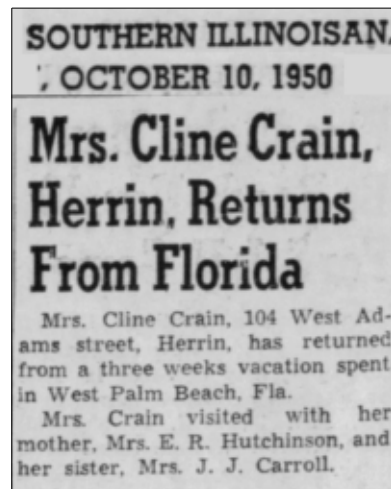 SOUTHERN ILLINOISAN,
, OCTOBER 10, 1950
Mrs. Cline Crain,
Herrin, Returns
From Florida
Mrs. Cline Crain, 104 West Ad-
ams street, Herrin, has returned
from a three weeks vacation spent
in West Palm Beach, Fla.
Mrs. Crain visited with her
mother, Mrs. E. R. Hutchinson, and
her sister, Mrs. J. J. Carroll.